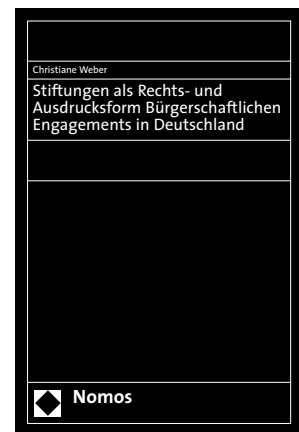 Christiane Weber
Stiftungen als Rechts- und
Ausdrucksform Bürgerschaftlichen
Engagements in Deutschland
Nomos